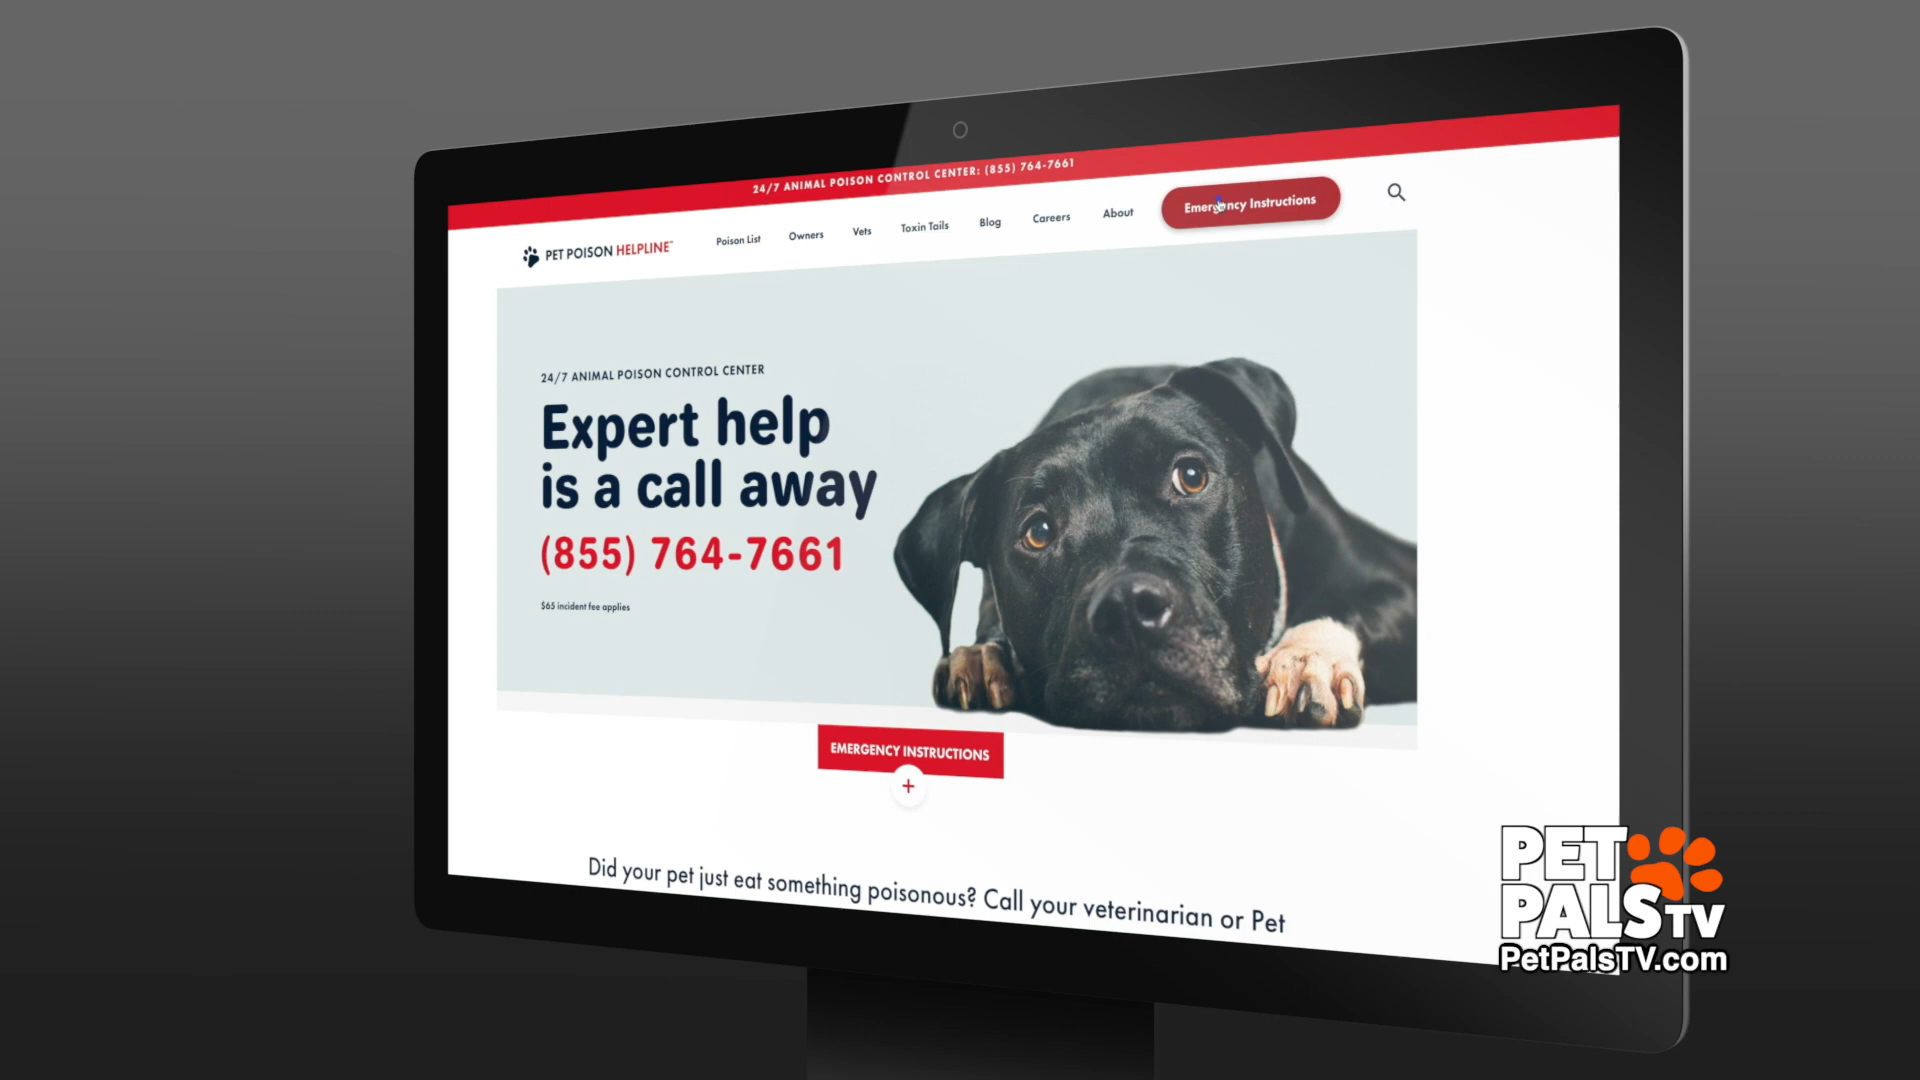 24/7 ANIMAL POISON CONTROL CENTER: (855) 764-7661
PET POISON HELPLINE™
Poison List
Owners
Vets
Toxin Tails
Blog
Careers
About
Emergency Instructions
24/7 ANIMAL POISON CONTROL CENTER
Expert help
is a call away
(855) 764-7661
$65 incident fee applies
EMERGENCY INSTRUCTIONS
+
Did your pet just eat something poisonous? Call your veterinarian or Pet
PET
PALSTV
PetPalsTV.com